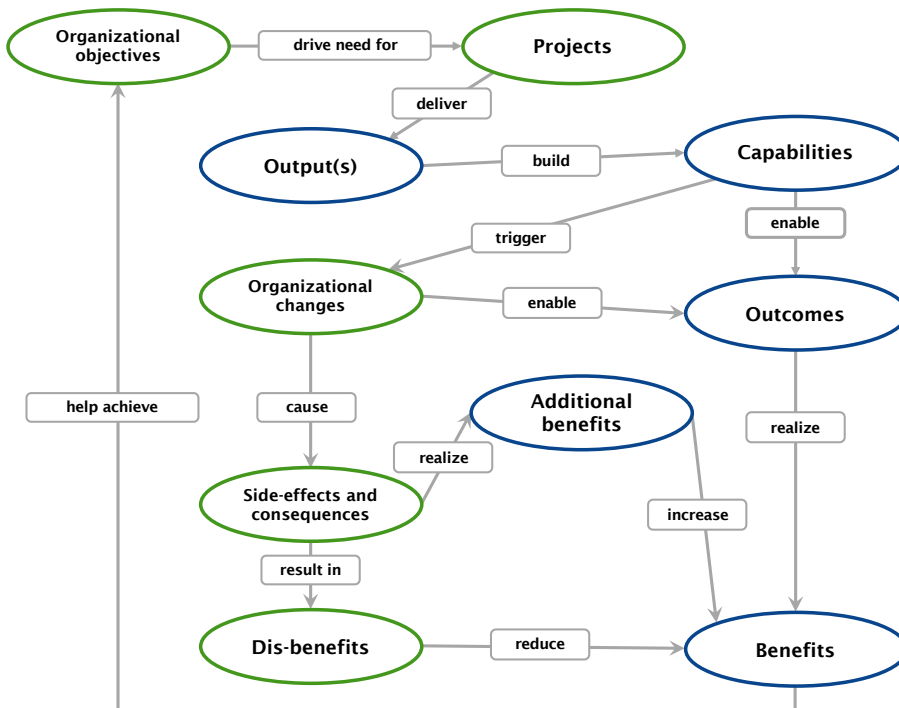 Organizational
objectives
drive need for
Projects
deliver
Output(s)
build
Capabilities
trigger
enable
Organizational
changes
enable
Outcomes
help achieve
cause
realize
Additional
benefits
realize
Side-effects and
consequences
increase
result in
Dis-benefits
reduce
Benefits